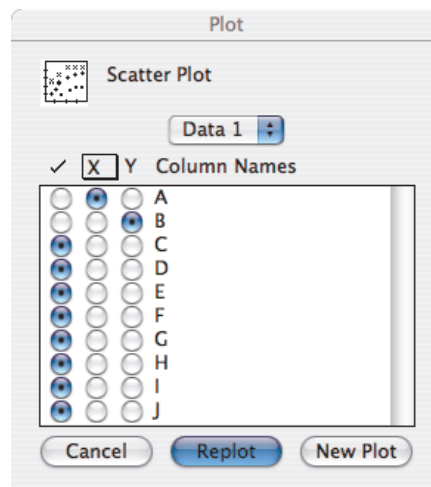 Plot
Scatter Plot
Data 1
✓ X Y Column Names
A
B
C
D
E
F
G
H
I
J
Cancel Replot New Plot